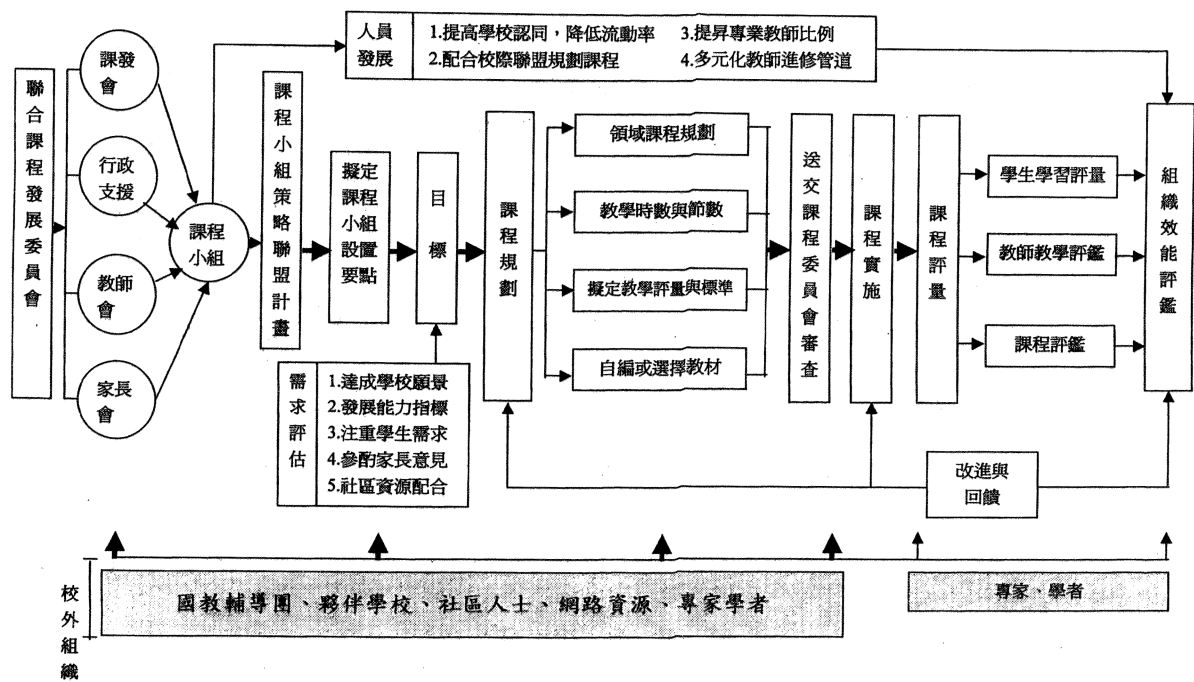 聯合課程發展委員會
課發
會
行政
支援
教師
會
家長
會
課程
小組
人員
發展
1.提高學校認同，降低流動率
2.配合校際聯盟規劃課程
3.提昇專業教師比例
4.多元化教師進修管道
課程小組策略聯盟計畫
擬定
課程
小組
設置
要點
目標
需求評估
1.達成學校願景
2.發展能力指標
3.注重學生需求
4.參酌家長意見
5.社區資源配合
課程規劃
領域課程規劃
教學時數與節數
擬定教學評量與標準
自編或選擇教材
送交課程委員會審查
課程實施
課程評量
學生學習評量
教師教學評鑑
課程評鑑
組織效能評鑑
改進與
回饋
校外組織
國教輔導團、夥伴學校、社區人士、網路資源、專家學者
專家、學者